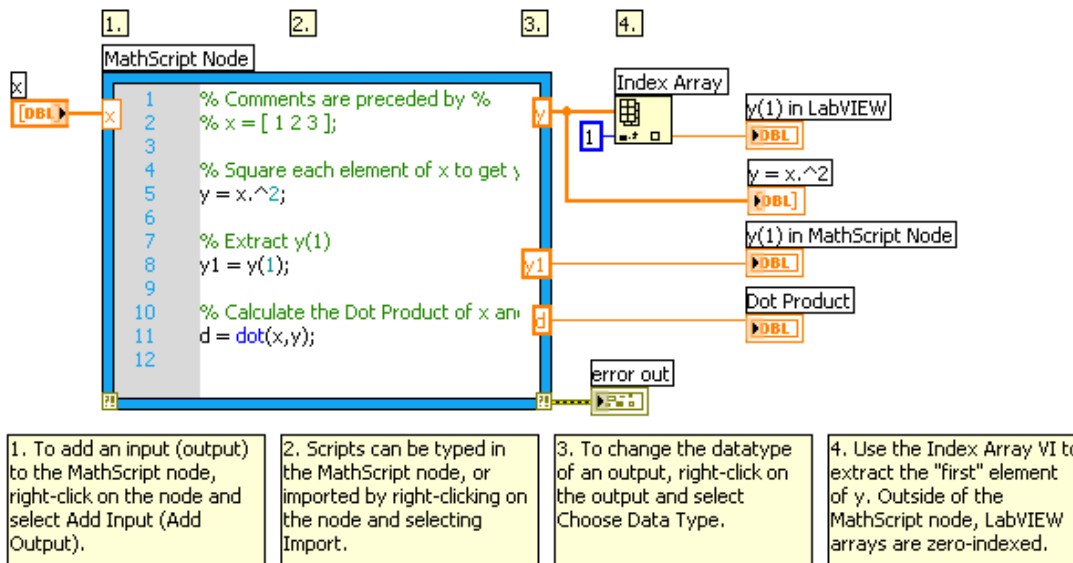 1.
2.
3.
4.
MathScript Node
x
[DBL]
x
1 % Comments are preceded by %
2 % x = [ 1 2 3 ];
3
4 % Square each element of x to get y
5 y = x.^2;
6
7 % Extract y(1)
8 y1 = y(1);
9
10 % Calculate the Dot Product of x and
11 d = dot(x,y);
12
y
y1
d
?!
?!
Index Array
1
y(1) in LabVIEW
DBL
y = x.^2
[DBL]
y(1) in MathScript Node
DBL
Dot Product
DBL
error out
1. To add an input (output)
to the MathScript node,
right-click on the node and
select Add Input (Add
Output).
2. Scripts can be typed in
the MathScript node, or
imported by right-clicking on
the node and selecting
Import.
3. To change the datatype
of an output, right-click on
the output and select
Choose Data Type.
4. Use the Index Array VI to
extract the "first" element
of y. Outside of the
MathScript node, LabVIEW
arrays are zero-indexed.